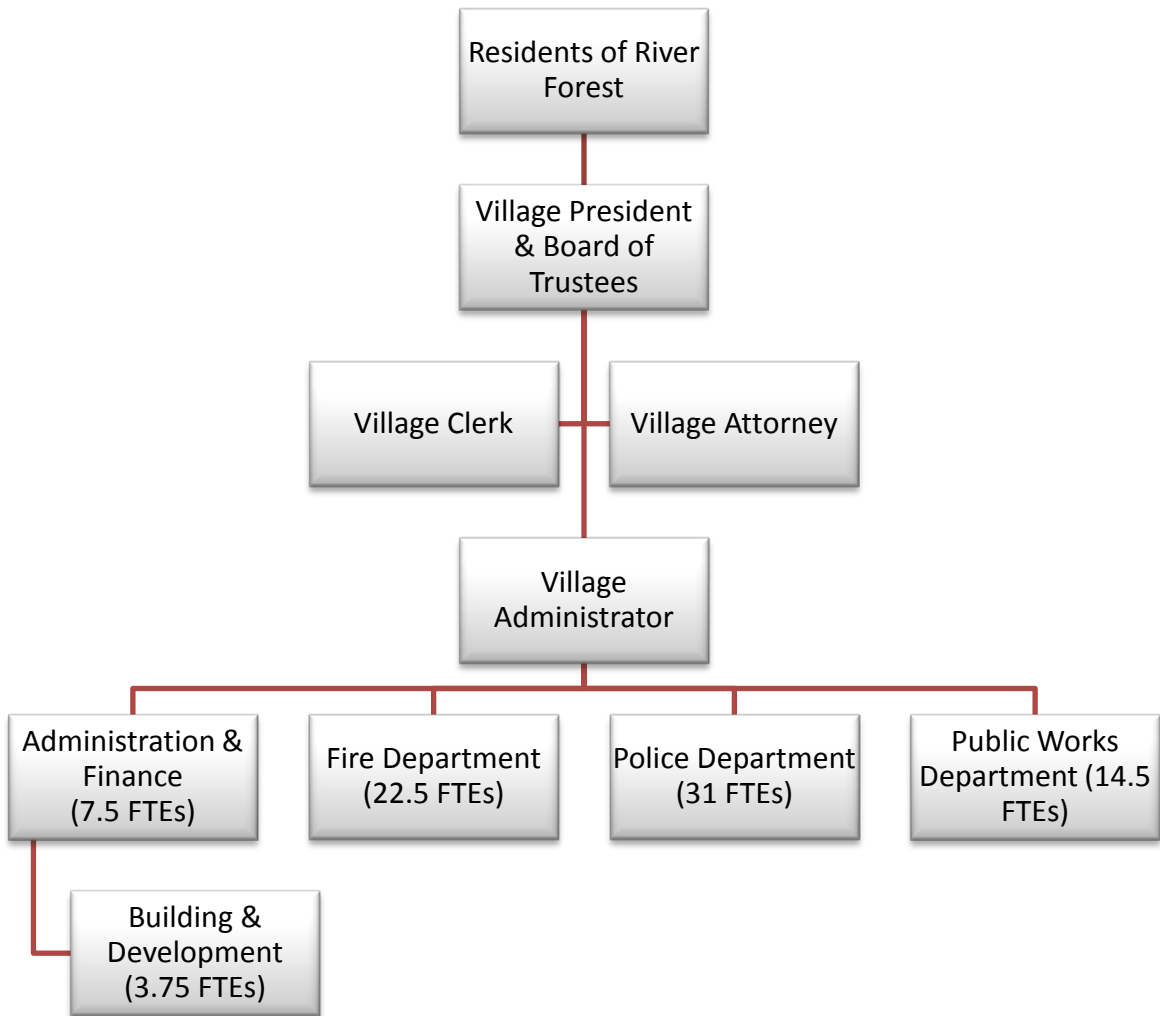 Residents of River
Forest
Village President
& Board of
Trustees
Village Clerk
Village Attorney
Village
Administrator
Administration &
Finance
(7.5 FTEs)
Fire Department
(22.5 FTEs)
Police Department
(31 FTEs)
Public Works
Department (14.5
FTEs)
Building &
Development
(3.75 FTEs)